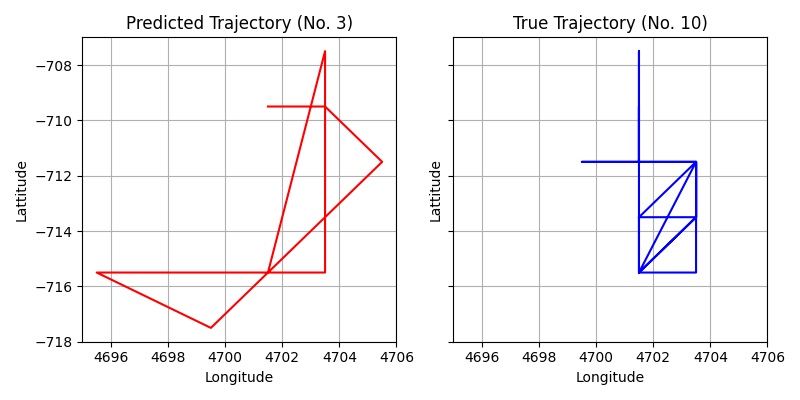 Predicted Trajectory (No. 3)
True Trajectory (No. 10)
−708
−710
−712
−714
−716
−718
Lattitude
Lattitude
4696 4698 4700 4702 4704 4706
4696 4698 4700 4702 4704 4706
Longitude
Longitude